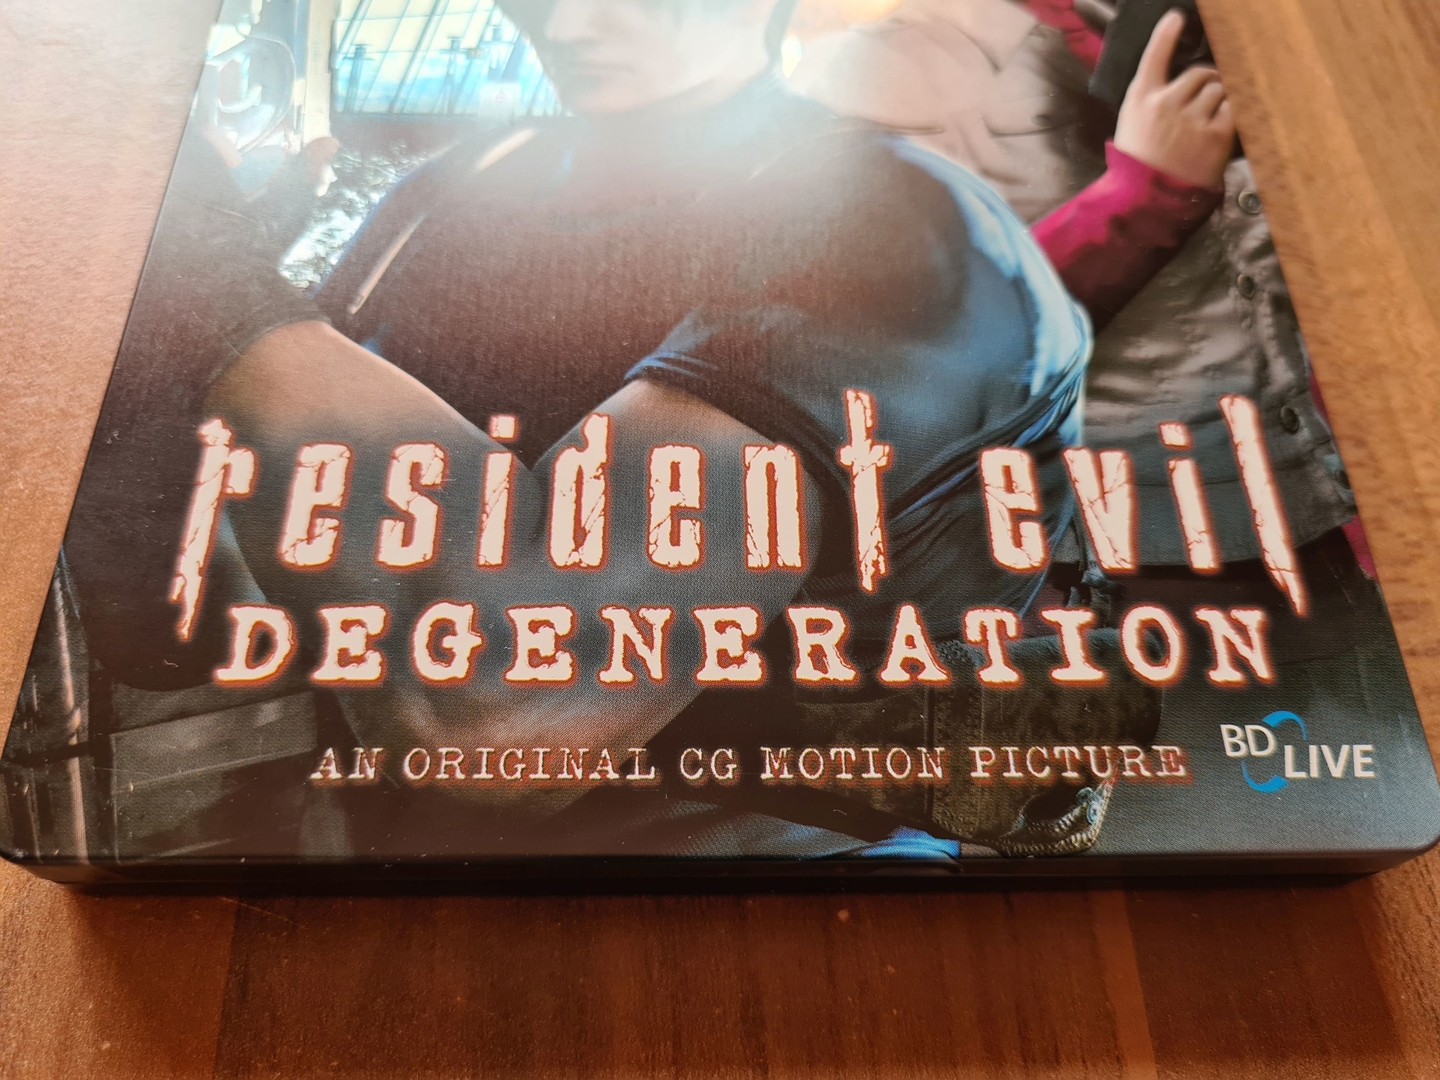 resident evil
DEGENERATION
AN ORIGINAL CG MOTION PICTURE
BD LIVE